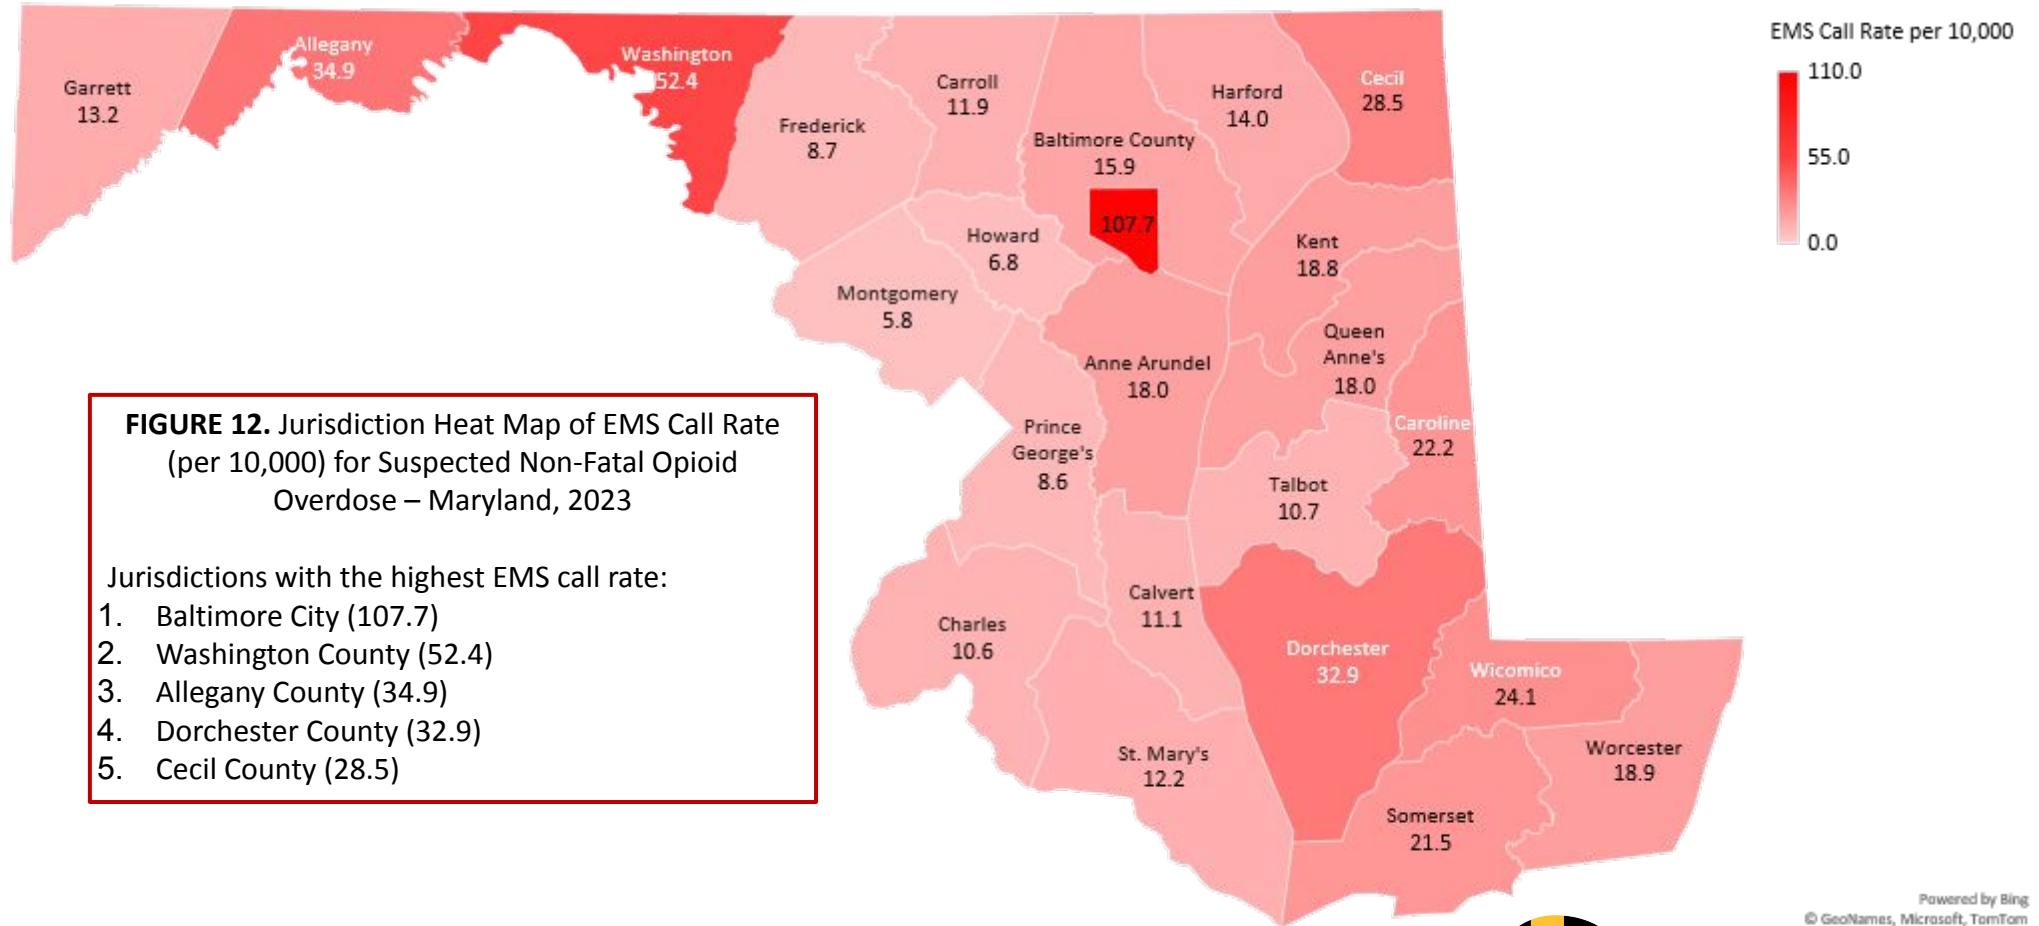 Allegany
34.9
Washington
52.4
Garrett
13.2
Frederick
8.7
Carroll
11.9
Baltimore County
15.9
107.7
Harford
14.0
Cecil
28.5
EMS Call Rate per 10,000
110.0
55.0
0.0
Howard
6.8
Montgomery
5.8
Kent
18.8
Queen
Anne's
18.0
Anne Arundel
18.0
Caroline
22.2
Prince
George's
8.6
Talbot
10.7
Calvert
11.1
Charles
10.6
Dorchester
32.9
Wicomico
24.1
St. Mary's
12.2
Worcester
18.9
Somerset
21.5
FIGURE 12. Jurisdiction Heat Map of EMS Call Rate
(per 10,000) for Suspected Non-Fatal Opioid
Overdose – Maryland, 2023
Jurisdictions with the highest EMS call rate:
1. Baltimore City (107.7)
2. Washington County (52.4)
3. Allegany County (34.9)
4. Dorchester County (32.9)
5. Cecil County (28.5)
Powered by Bing
© GeoNames, Microsoft, TomTom